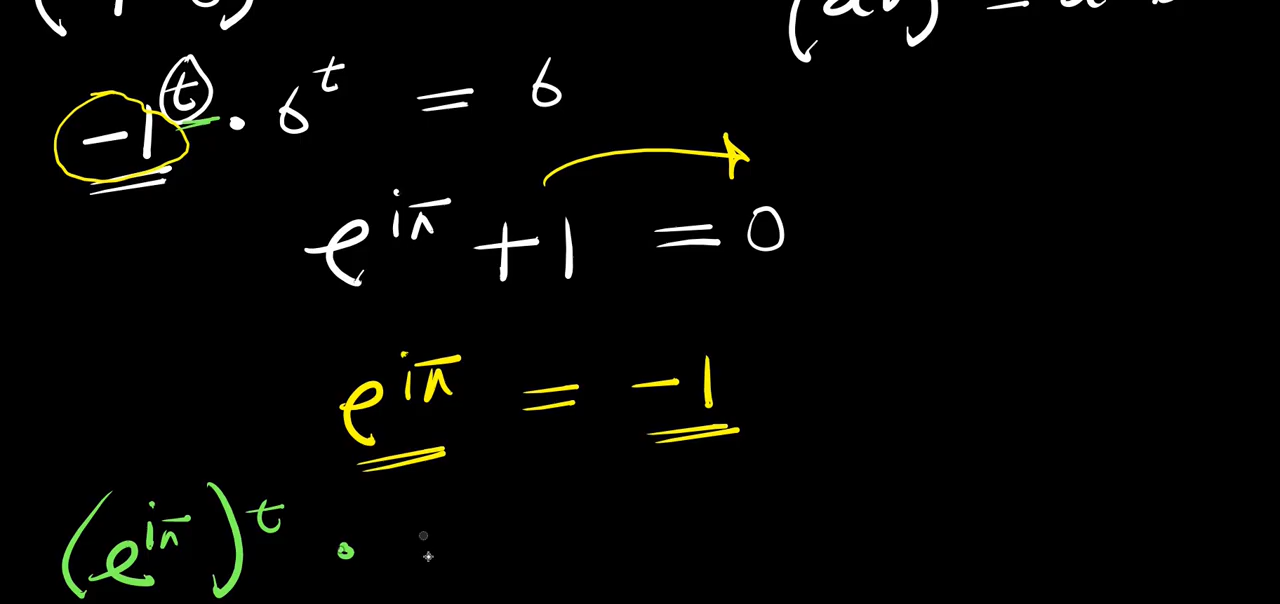 -1^t · 6^t = 6
e^{iπ} + 1 = 0
e^{iπ} = -1
(e^{iπ})^t ·